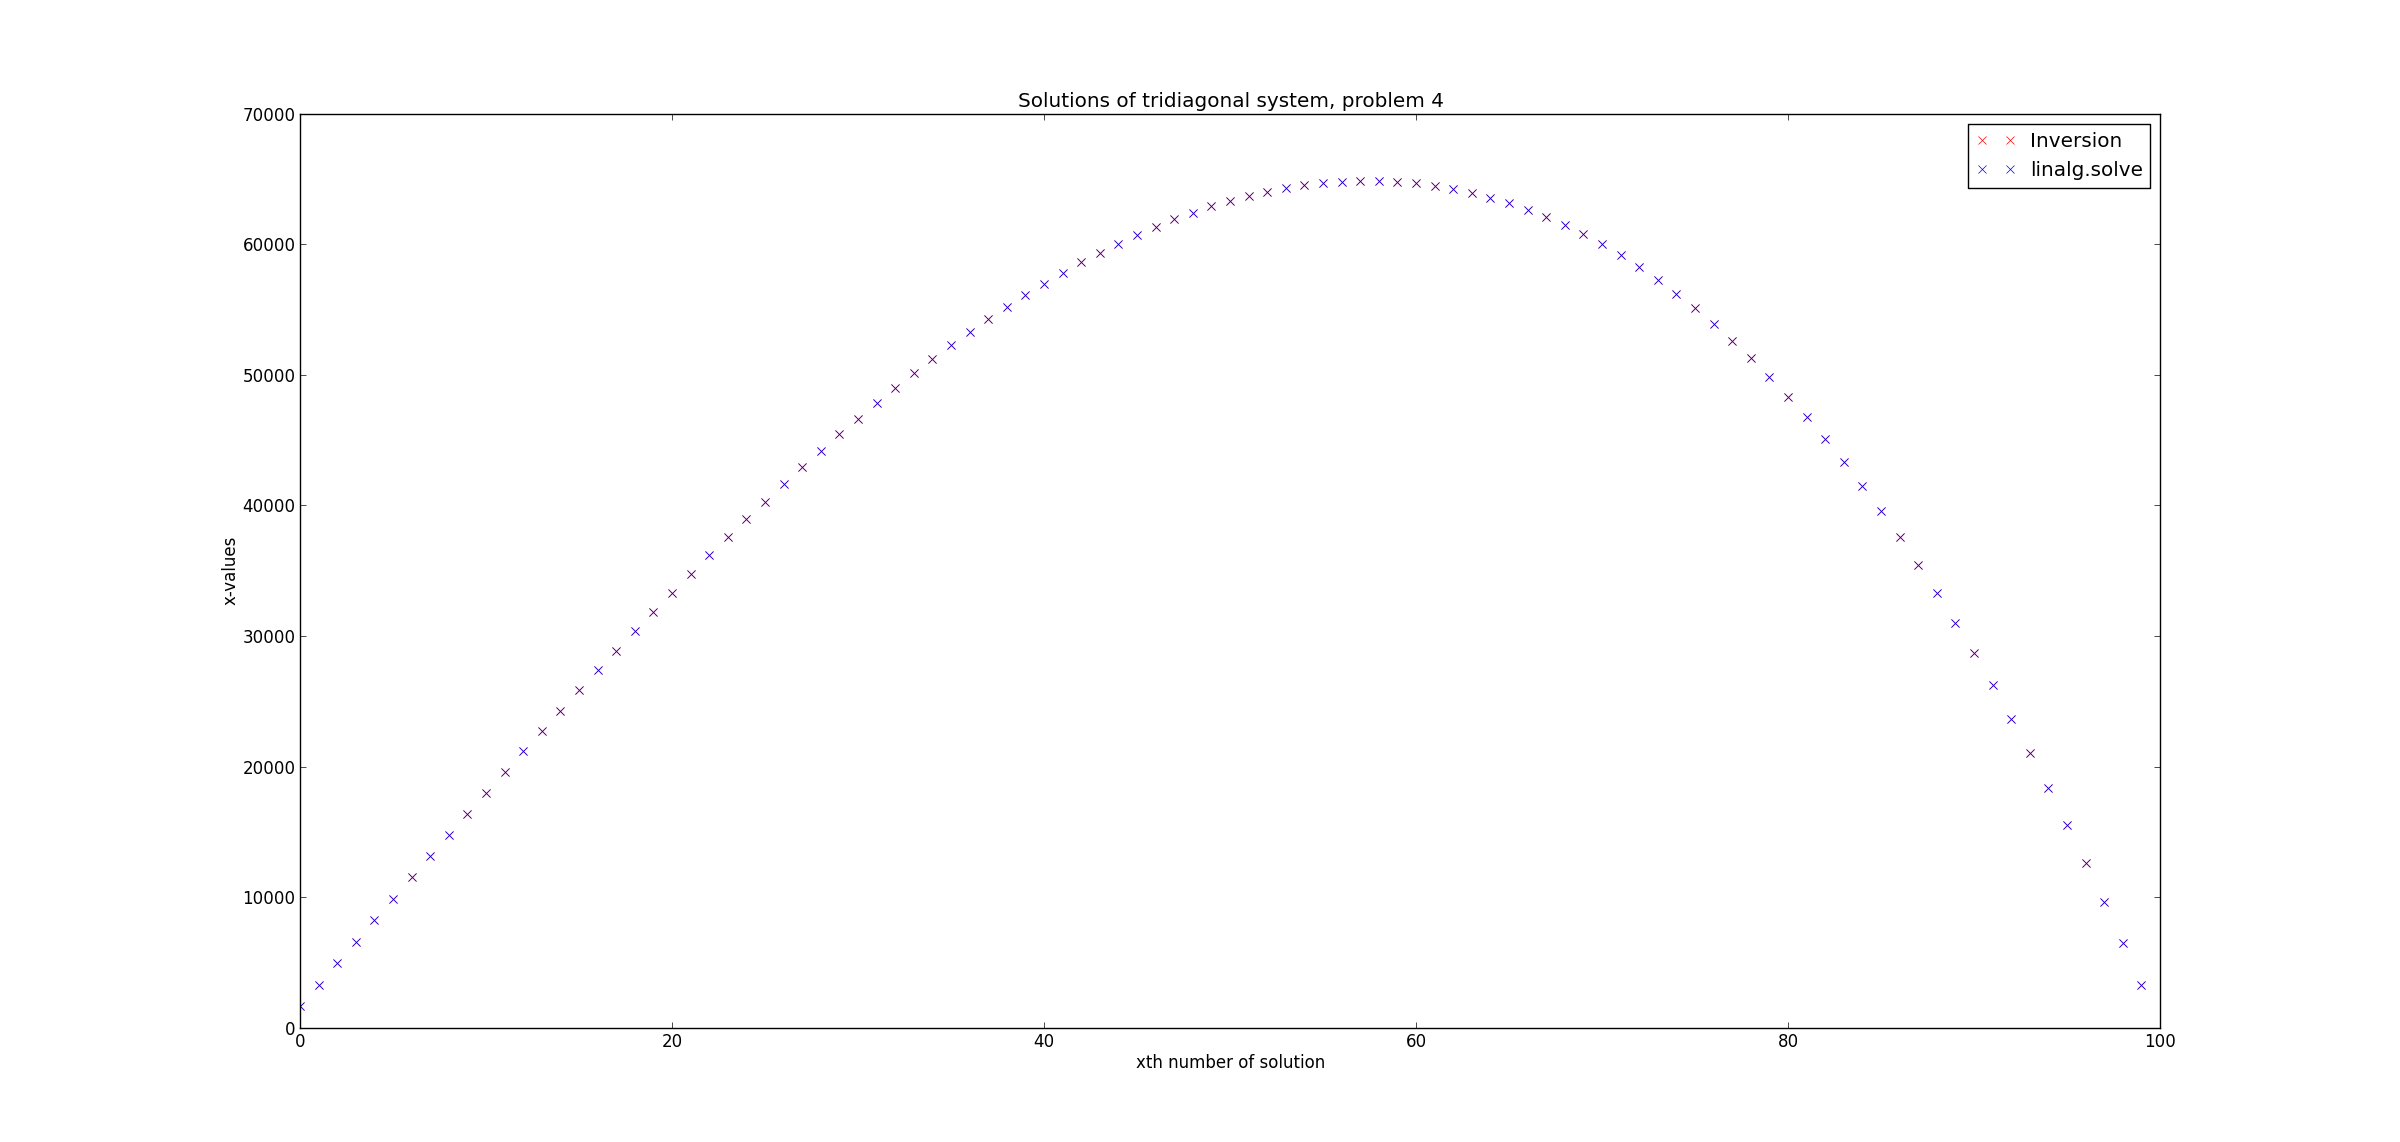 Solutions of tridiagonal system, problem 4
70000
60000
50000
40000
30000
20000
10000
0
x-values
Inversion
linalg.solve
0 20 40 60 80 100
xth number of solution